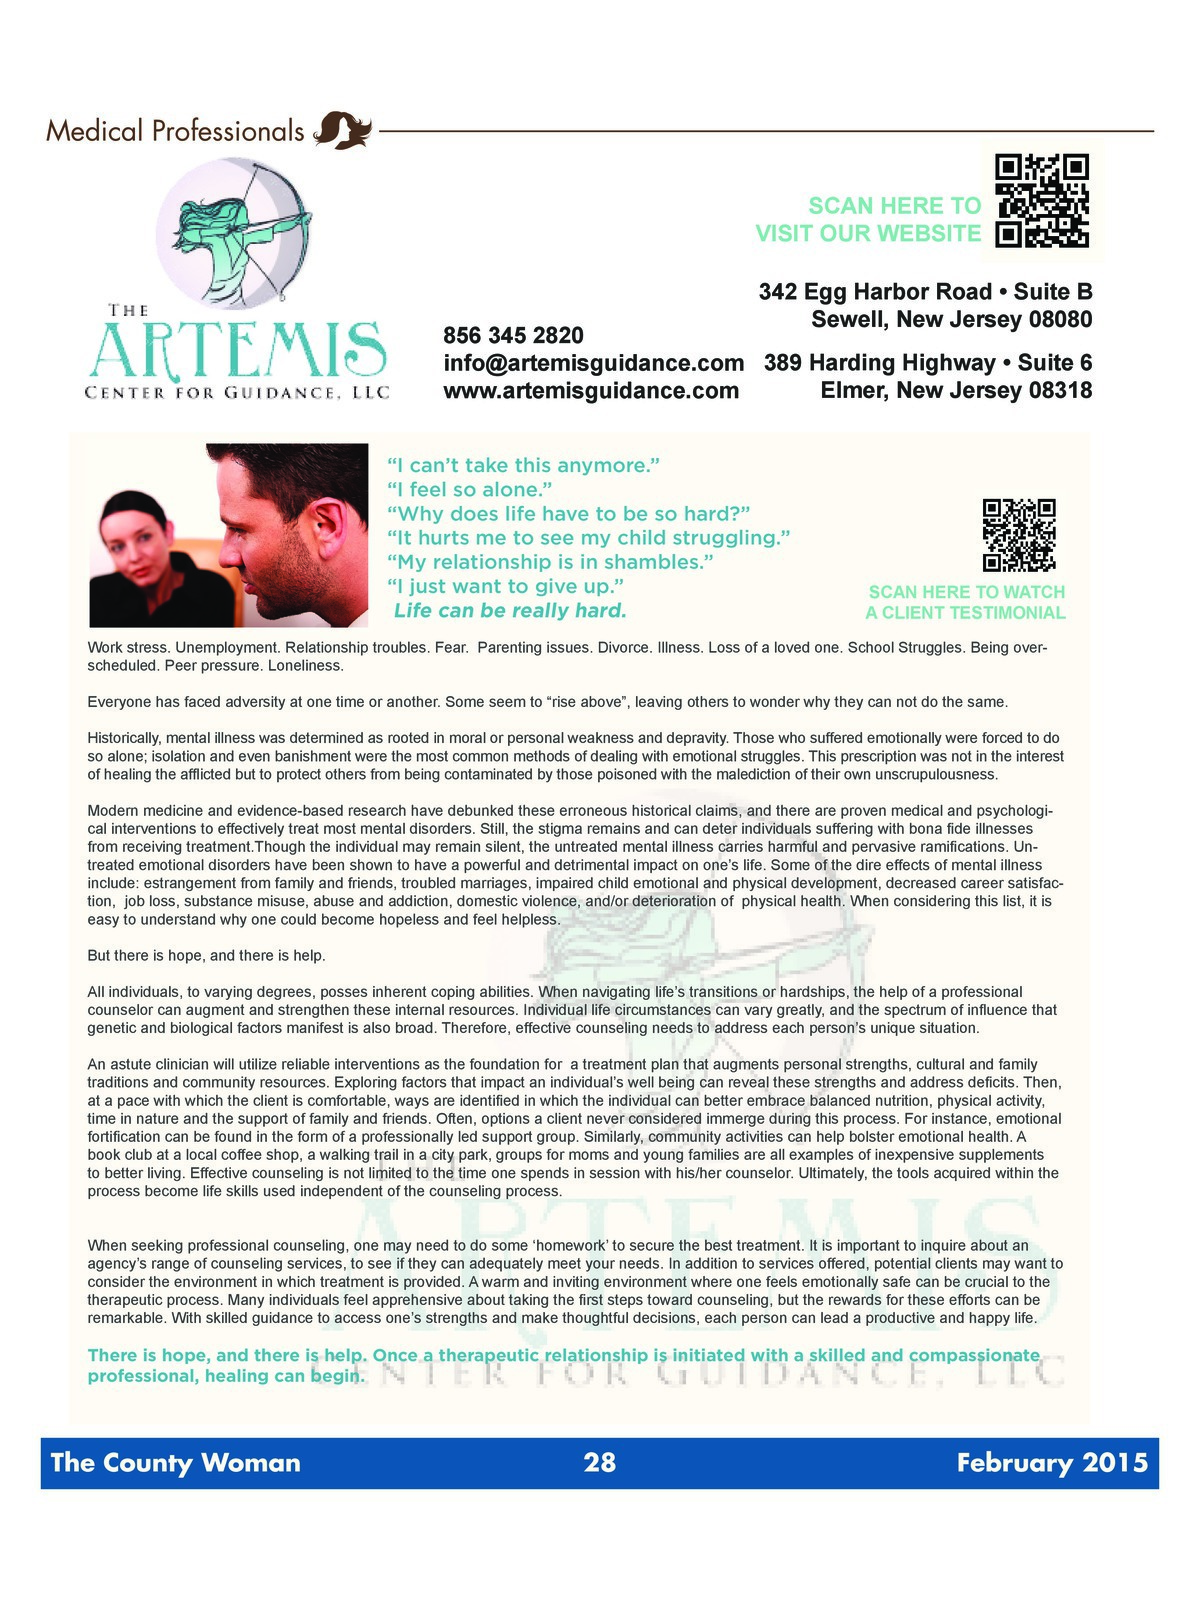 Medical Professionals
SCAN HERE TO
VISIT OUR WEBSITE
THE
ARTEMIS
CENTER FOR GUIDANCE, LLC
856 345 2820
info@artemisguidance.com
www.artemisguidance.com
342 Egg Harbor Road • Suite B
Sewell, New Jersey 08080
389 Harding Highway • Suite 6
Elmer, New Jersey 08318
“I can’t take this anymore.”
“I feel so alone.”
“Why does life have to be so hard?”
“It hurts me to see my child struggling.”
“My relationship is in shambles.”
“I just want to give up.”
Life can be really hard.
SCAN HERE TO WATCH
A CLIENT TESTIMONIAL
Work stress. Unemployment. Relationship troubles. Fear.  Parenting issues. Divorce. Illness. Loss of a loved one. School Struggles. Being over-
scheduled. Peer pressure. Loneliness.
Everyone has faced adversity at one time or another. Some seem to “rise above”, leaving others to wonder why they can not do the same.
Historically, mental illness was determined as rooted in moral or personal weakness and depravity. Those who suffered emotionally were forced to do
so alone; isolation and even banishment were the most common methods of dealing with emotional struggles. This prescription was not in the interest
of healing the afflicted but to protect others from being contaminated by those poisoned with the malediction of their own unscrupulousness.
Modern medicine and evidence-based research have debunked these erroneous historical claims, and there are proven medical and psychologi-
cal interventions to effectively treat most mental disorders. Still, the stigma remains and can deter individuals suffering with bona fide illnesses
from receiving treatment.Though the individual may remain silent, the untreated mental illness carries harmful and pervasive ramifications. Un-
treated emotional disorders have been shown to have a powerful and detrimental impact on one’s life. Some of the dire effects of mental illness
include: estrangement from family and friends, troubled marriages, impaired child emotional and physical development, decreased career satisfac-
tion,  job loss, substance misuse, abuse and addiction, domestic violence, and/or deterioration of  physical health. When considering this list, it is
easy to understand why one could become hopeless and feel helpless.
But there is hope, and there is help.
All individuals, to varying degrees, posses inherent coping abilities. When navigating life’s transitions or hardships, the help of a professional
counselor can augment and strengthen these internal resources. Individual life circumstances can vary greatly, and the spectrum of influence that
genetic and biological factors manifest is also broad. Therefore, effective counseling needs to address each person’s unique situation.
An astute clinician will utilize reliable interventions as the foundation for  a treatment plan that augments personal strengths, cultural and family
traditions and community resources. Exploring factors that impact an individual’s well being can reveal these strengths and address deficits. Then,
at a pace with which the client is comfortable, ways are identified in which the individual can better embrace balanced nutrition, physical activity,
time in nature and the support of family and friends. Often, options a client never considered immerge during this process. For instance, emotional
fortification can be found in the form of a professionally led support group. Similarly, community activities can help bolster emotional health. A
book club at a local coffee shop, a walking trail in a city park, groups for moms and young families are all examples of inexpensive supplements
to better living. Effective counseling is not limited to the time one spends in session with his/her counselor. Ultimately, the tools acquired within the
process become life skills used independent of the counseling process.
When seeking professional counseling, one may need to do some ‘homework’ to secure the best treatment. It is important to inquire about an
agency’s range of counseling services, to see if they can adequately meet your needs. In addition to services offered, potential clients may want to
consider the environment in which treatment is provided. A warm and inviting environment where one feels emotionally safe can be crucial to the
therapeutic process. Many individuals feel apprehensive about taking the first steps toward counseling, but the rewards for these efforts can be
remarkable. With skilled guidance to access one’s strengths and make thoughtful decisions, each person can lead a productive and happy life.
There is hope, and there is help. Once a therapeutic relationship is initiated with a skilled and compassionate
professional, healing can begin.
THE
ARTEMIS
CENTER FOR GUIDANCE, LLC
The County Woman 28 February 2015